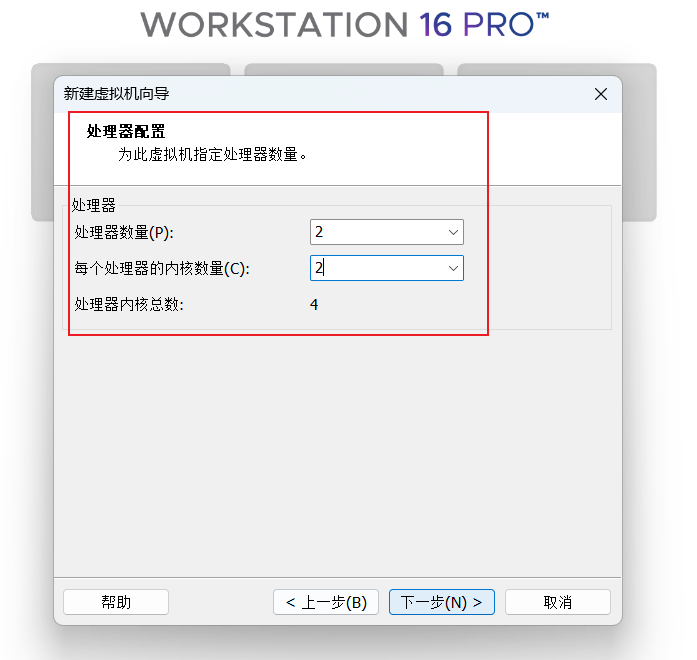 WORKSTATION 16 PRO™
新建虚拟机向导
处理器配置
为此虚拟机指定处理器数量。
处理器
处理器数量(P): 2
每个处理器的内核数量(C): 2
处理器内核总数: 4
帮助 < 上一步(B) 下一步(N) > 取消